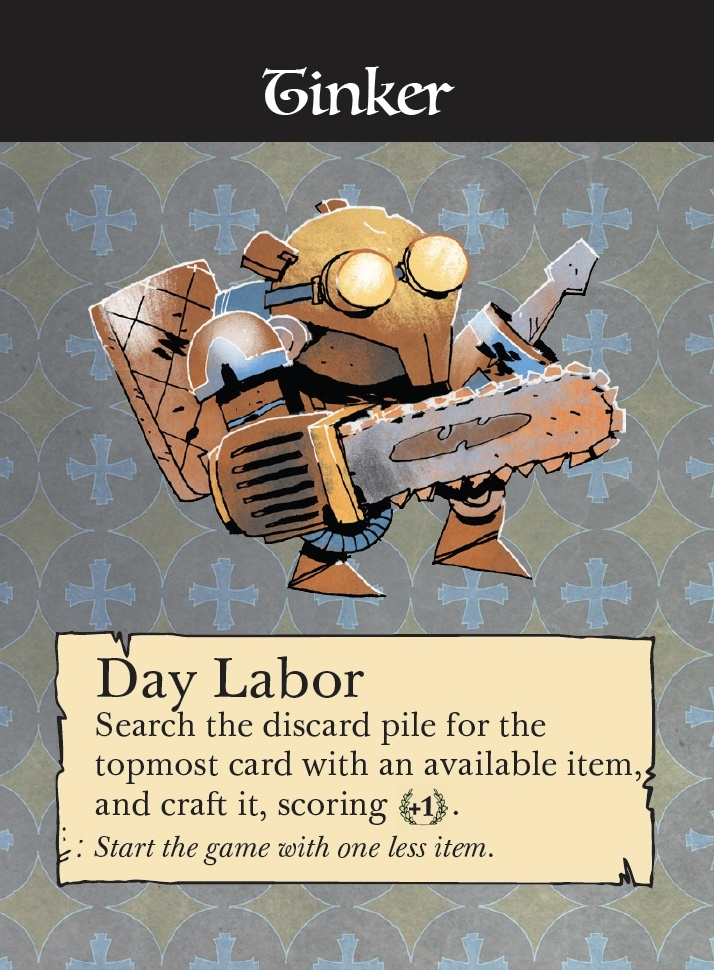 Tinker
Day Labor
Search the discard pile for the
topmost card with an available item,
and craft it, scoring +1.
Start the game with one less item.